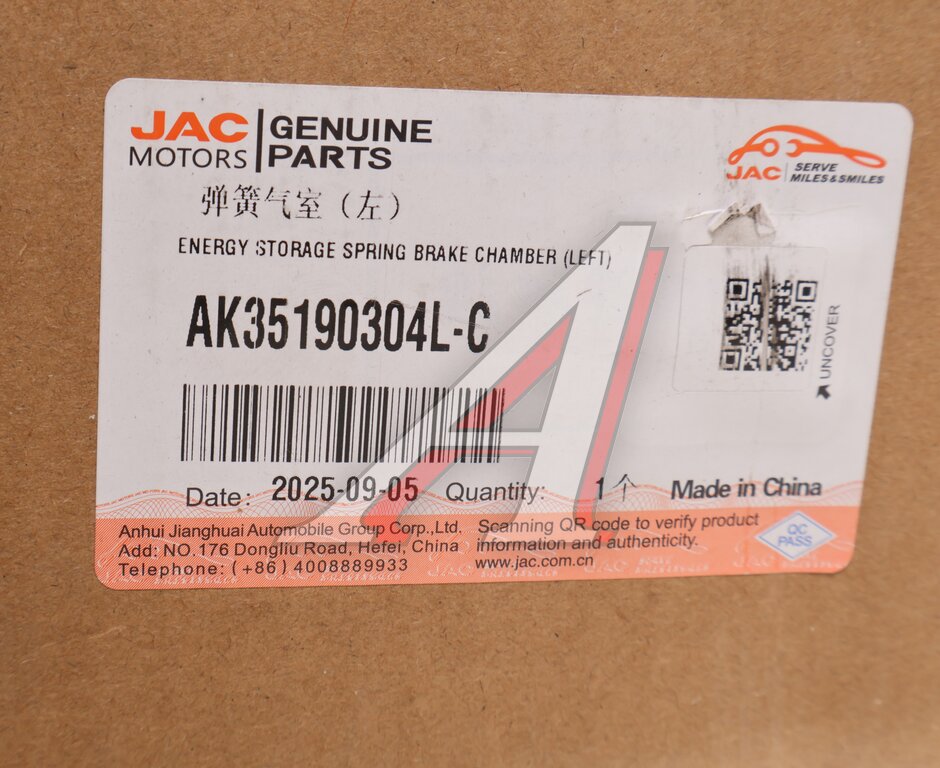 JAC MOTORS
GENUINE PARTS
JAC
SERVE
MILES&SMILES
弹簧气室（左）
ENERGY STORAGE SPRING BRAKE CHAMBER (LEFT)
AK35190304L-C
UNCOVER
Date: 2025-09-05 Quantity: 1个 Made in China
Anhui Jianghuai Automobile Group Corp.,Ltd.
Add: NO.176 Dongliu Road, Hefei, China
Telephone: (+86) 4008889933
Scanning QR code to verify product
information and authenticity.
www.jac.com.cn
QC
PASS